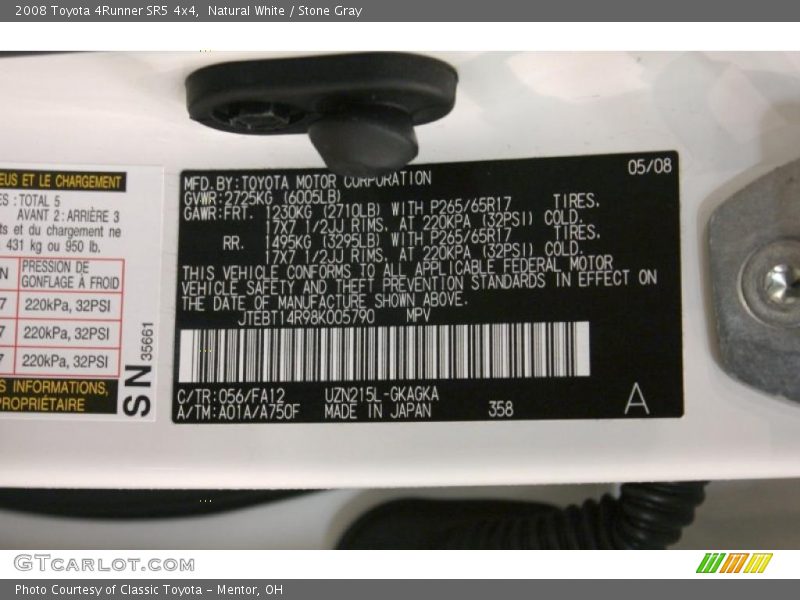 2008 Toyota 4Runner SR5 4x4, Natural White / Stone Gray
EUS ET LE CHARGEMENT
ES : TOTAL 5
AVANT 2: ARRIÈRE 3
ts et du chargement ne
431 kg ou 950 lb.
N PRESSION DE GONFLAGE À FROID
7 220kPa, 32PSI
7 220kPa, 32PSI
7 220kPa, 32PSI
S INFORMATIONS,
PROPRIÉTAIRE
SN 35661
05/08
MFD. BY: TOYOTA MOTOR CORPORATION
GVWR: 2725KG (6005LB)
GAWR: FRT. 1230KG (2710LB) WITH P265/65R17 TIRES.
17X7 1/2JJ RIMS, AT 220KPA (32PSI) COLD.
RR. 1495KG (3295LB) WITH P265/65R17 TIRES.
17X7 1/2JJ RIMS, AT 220KPA (32PSI) COLD.
THIS VEHICLE CONFORMS TO ALL APPLICABLE FEDERAL MOTOR
VEHICLE SAFETY AND THEFT PREVENTION STANDARDS IN EFFECT ON
THE DATE OF MANUFACTURE SHOWN ABOVE.
JTEBT14R98K005790 MPV
C/TR: 056/FA12 UZN215L-GKAGKA
A/TM: A01A/A750F MADE IN JAPAN 358 A
GTCARLOT.COM
Photo Courtesy of Classic Toyota - Mentor, OH